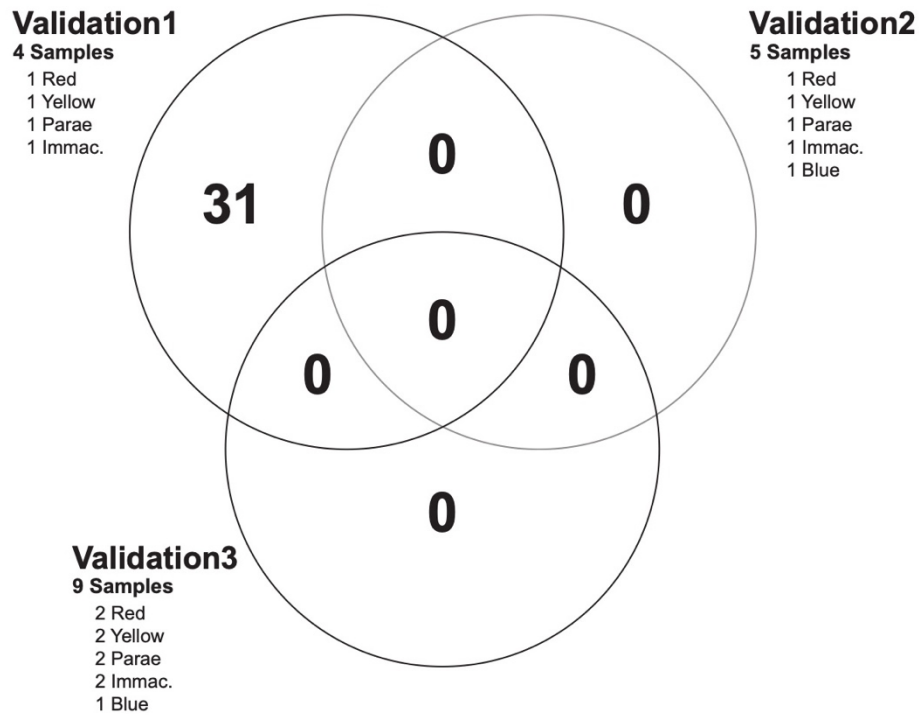 Validation1
4 Samples
1 Red
1 Yellow
1 Parae
1 Immac.
Validation2
5 Samples
1 Red
1 Yellow
1 Parae
1 Immac.
1 Blue
0
31
0
0
0
0
0
Validation3
9 Samples
2 Red
2 Yellow
2 Parae
2 Immac.
1 Blue